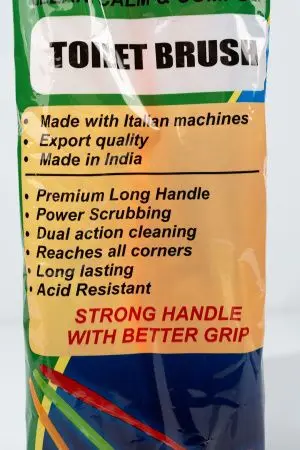 TOILET BRUSH
• Made with Italian machines
• Export quality
• Made in India
• Premium Long Handle
• Power Scrubbing
• Dual action cleaning
• Reaches all corners
• Long lasting
• Acid Resistant
STRONG HANDLE
WITH BETTER GRIP